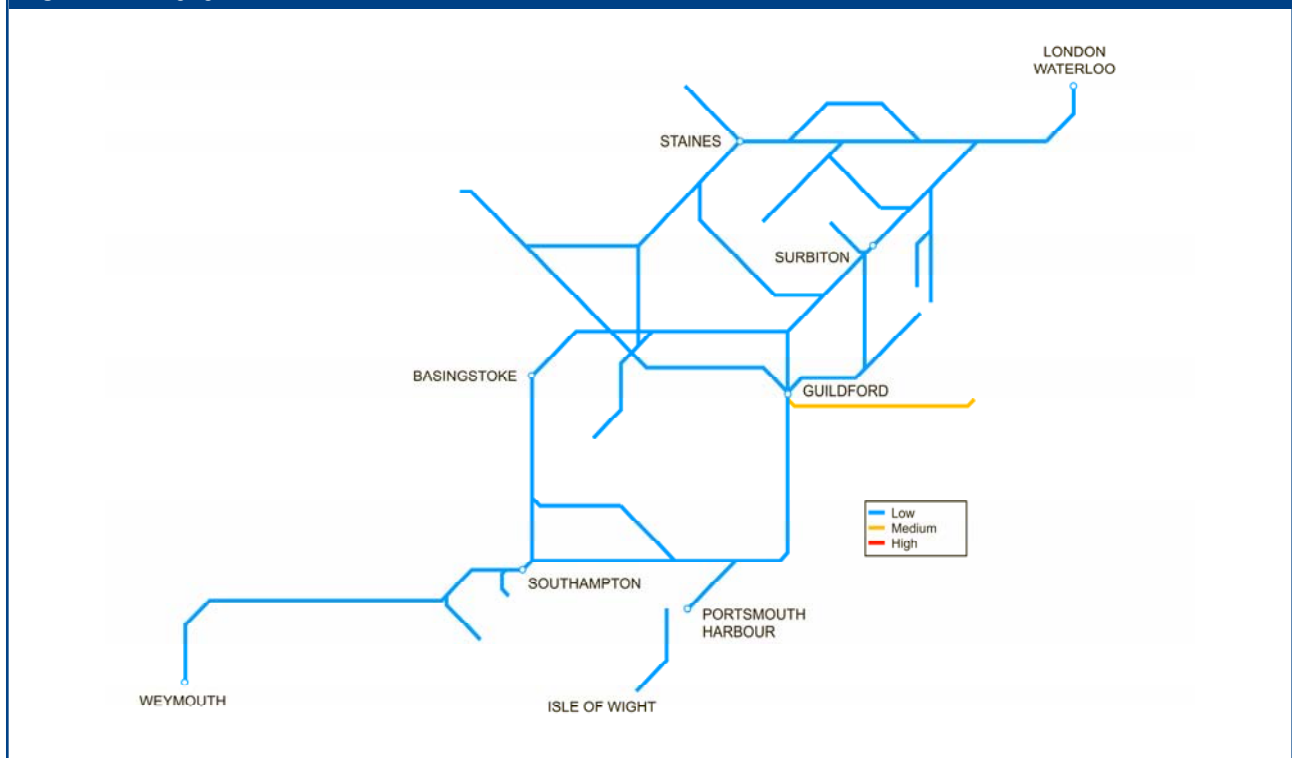 LONDON
WATERLOO
STAINES
SURBITON
BASINGSTOKE
GUILDFORD
Low
Medium
High
SOUTHAMPTON
PORTSMOUTH
HARBOUR
WEYMOUTH
ISLE OF WIGHT